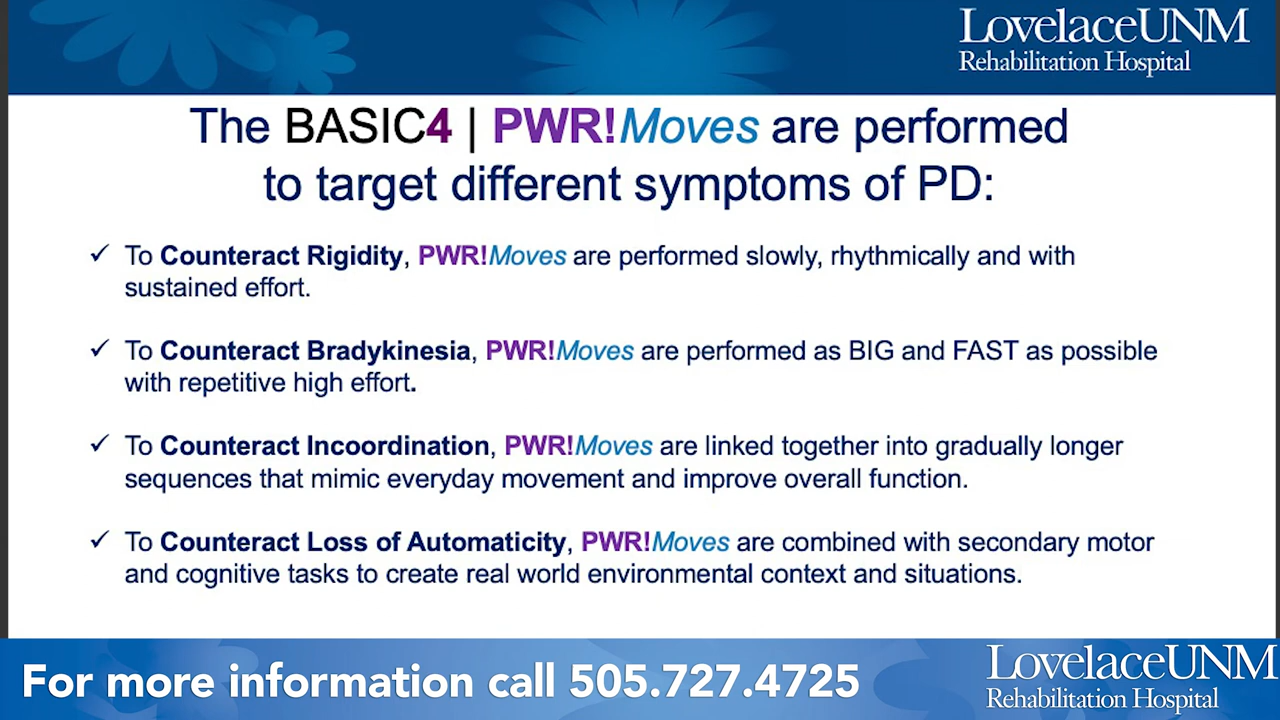 LovelaceUNM
Rehabilitation Hospital
The BASIC4 | PWR!Moves are performed
to target different symptoms of PD:
✓ To Counteract Rigidity, PWR!Moves are performed slowly, rhythmically and with
sustained effort.
✓ To Counteract Bradykinesia, PWR!Moves are performed as BIG and FAST as possible
with repetitive high effort.
✓ To Counteract Incoordination, PWR!Moves are linked together into gradually longer
sequences that mimic everyday movement and improve overall function.
✓ To Counteract Loss of Automaticity, PWR!Moves are combined with secondary motor
and cognitive tasks to create real world environmental context and situations.
For more information call 505.727.4725
LovelaceUNM
Rehabilitation Hospital